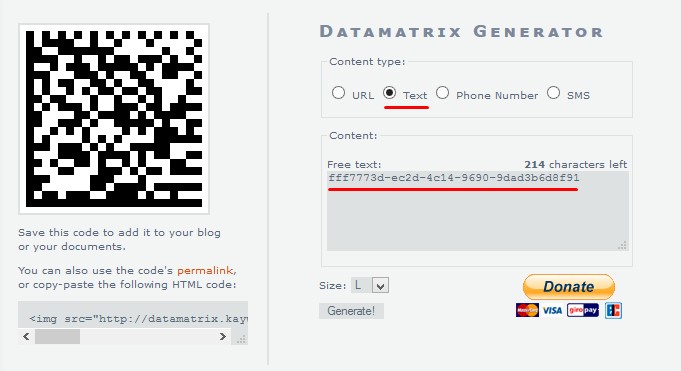 DATAMATRIX GENERATOR
Content type:
URL Text Phone Number SMS
Content:
Free text: 214 characters left
fff7773d-ec2d-4c14-9690-9dad3b6d8f91
Save this code to add it to your blog
or your documents.
You can also use the code's permalink,
or copy-paste the following HTML code:
<img src="http://datamatrix.kayw
Size: L
Generate!
Donate
MasterCard VISA giropay